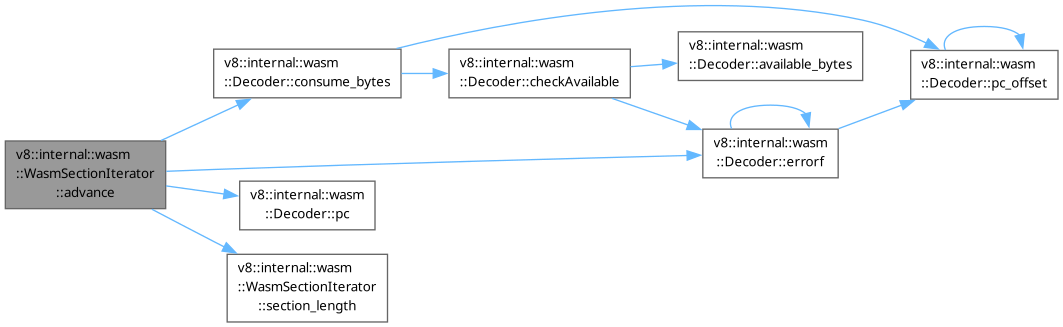 v8::internal::wasm
::WasmSectionIterator
::advance
v8::internal::wasm
::Decoder::consume_bytes
v8::internal::wasm
::Decoder::checkAvailable
v8::internal::wasm
::Decoder::available_bytes
v8::internal::wasm
::Decoder::pc_offset
v8::internal::wasm
::Decoder::errorf
v8::internal::wasm
::Decoder::pc
v8::internal::wasm
::WasmSectionIterator
::section_length